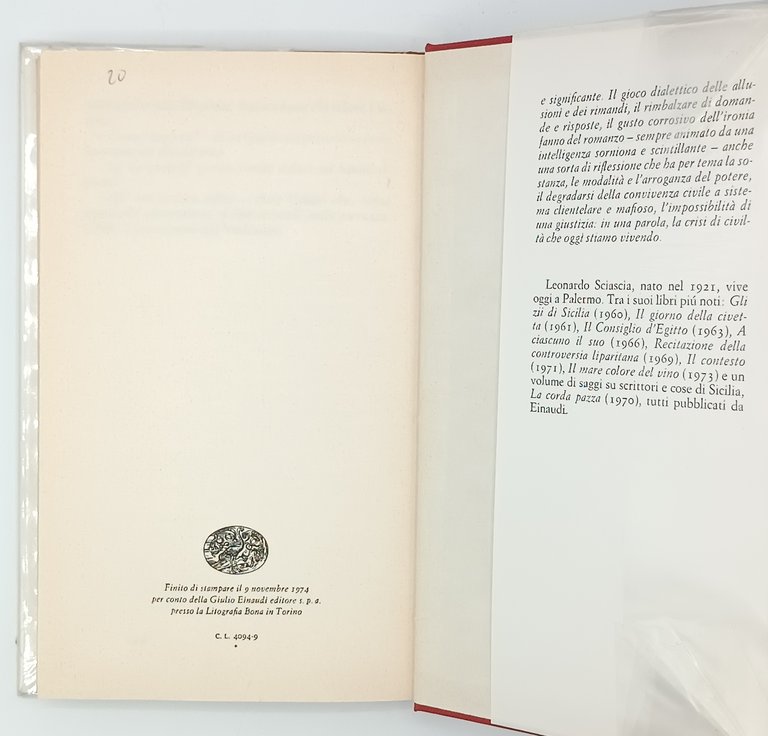 20
Finito di stampare il 9 novembre 1974
per conto della Giulio Einaudi editore s. p. a.
presso la Litografia Bona in Torino
C. L. 4094-9
e significante. Il gioco dialettico delle allu-
sioni e dei rimandi, il rimbalzare di doman-
de e risposte, il gusto corrosivo dell'ironia
fanno del romanzo – sempre animato da una
intelligenza sorniona e scintillante – anche
una sorta di riflessione che ha per tema la so-
stanza, le modalità e l'arroganza del potere,
il degradarsi della convivenza civile a siste-
ma clientelare e mafioso, l'impossibilità di
una giustizia: in una parola, la crisi di civil-
tà che oggi stiamo vivendo.
Leonardo Sciascia, nato nel 1921, vive
oggi a Palermo. Tra i suoi libri piú noti: Gli
zii di Sicilia (1960), Il giorno della civet-
ta (1961), Il Consiglio d'Egitto (1963), A
ciascuno il suo (1966), Recitazione della
controversia liparitana (1969), Il contesto
(1971), Il mare colore del vino (1973) e un
volume di saggi su scrittori e cose di Sicilia,
La corda pazza (1970), tutti pubblicati da
Einaudi.